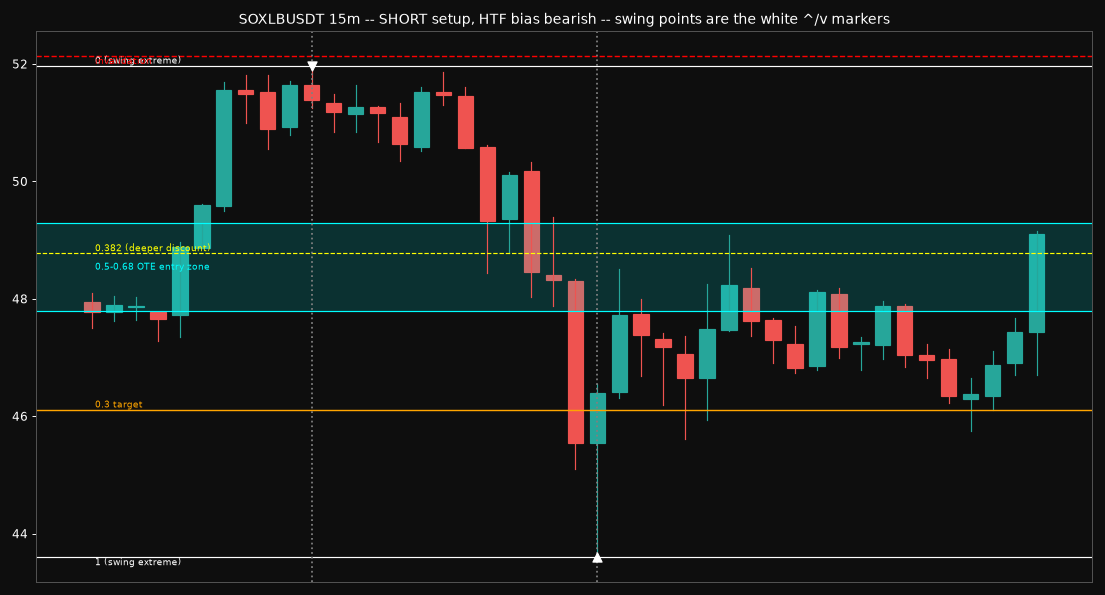 SOXLBUSDT 15m -- SHORT setup, HTF bias bearish -- swing points are the white ^/v markers
52
0 (swing extreme)
50
0.382 (deeper discount)
0.5-0.68 OTE entry zone
48
0.3 target
46
44
1 (swing extreme)